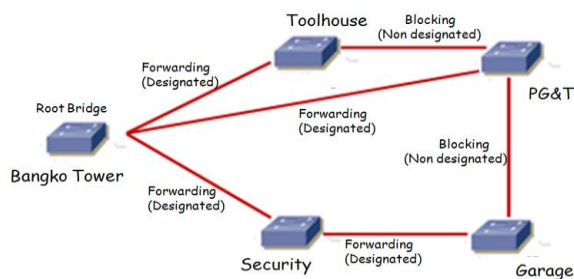 Toolhouse
Blocking
(Non designated)
Forwarding
(Designated)
PG&T
Root Bridge
Forwarding
(Designated)
Bangko Tower
Blocking
(Non designated)
Forwarding
(Designated)
Security
Forwarding
(Designated)
Garage